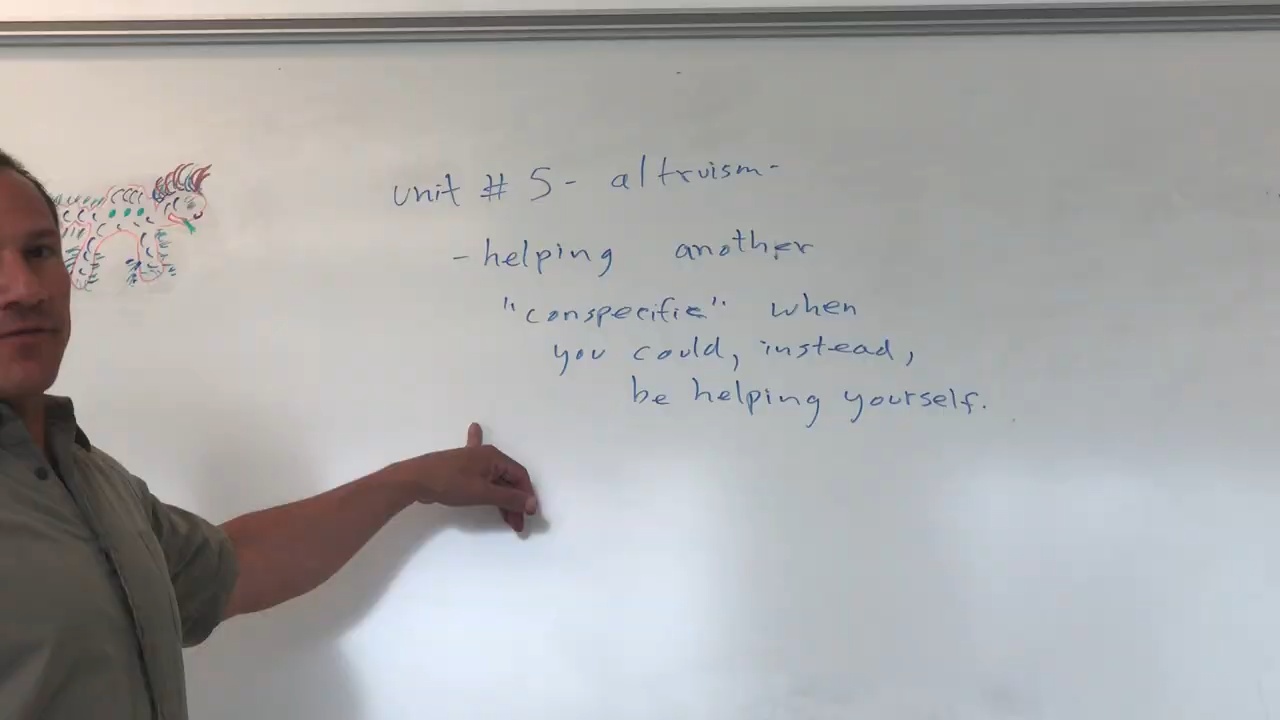 unit # 5 - altruism -
- helping another
"conspecific" when
you could, instead,
be helping yourself.